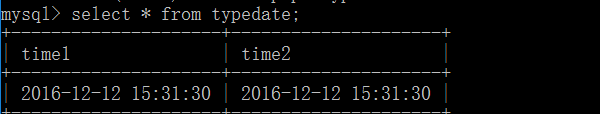 mysql> select * from typedate;
+---------------------+---------------------+
| time1               | time2               |
+---------------------+---------------------+
| 2016-12-12 15:31:30 | 2016-12-12 15:31:30 |
+---------------------+---------------------+